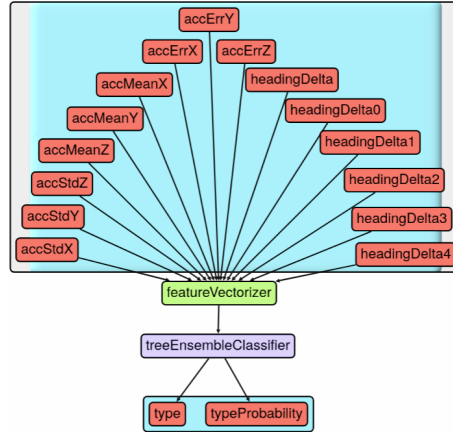 accErrY
accErrX
accErrZ
accMeanX
headingDelta
accMeanY
headingDelta0
accMeanZ
headingDelta1
accStdZ
headingDelta2
accStdY
headingDelta3
accStdX
headingDelta4
featureVectorizer
treeEnsembleClassifier
type
typeProbability